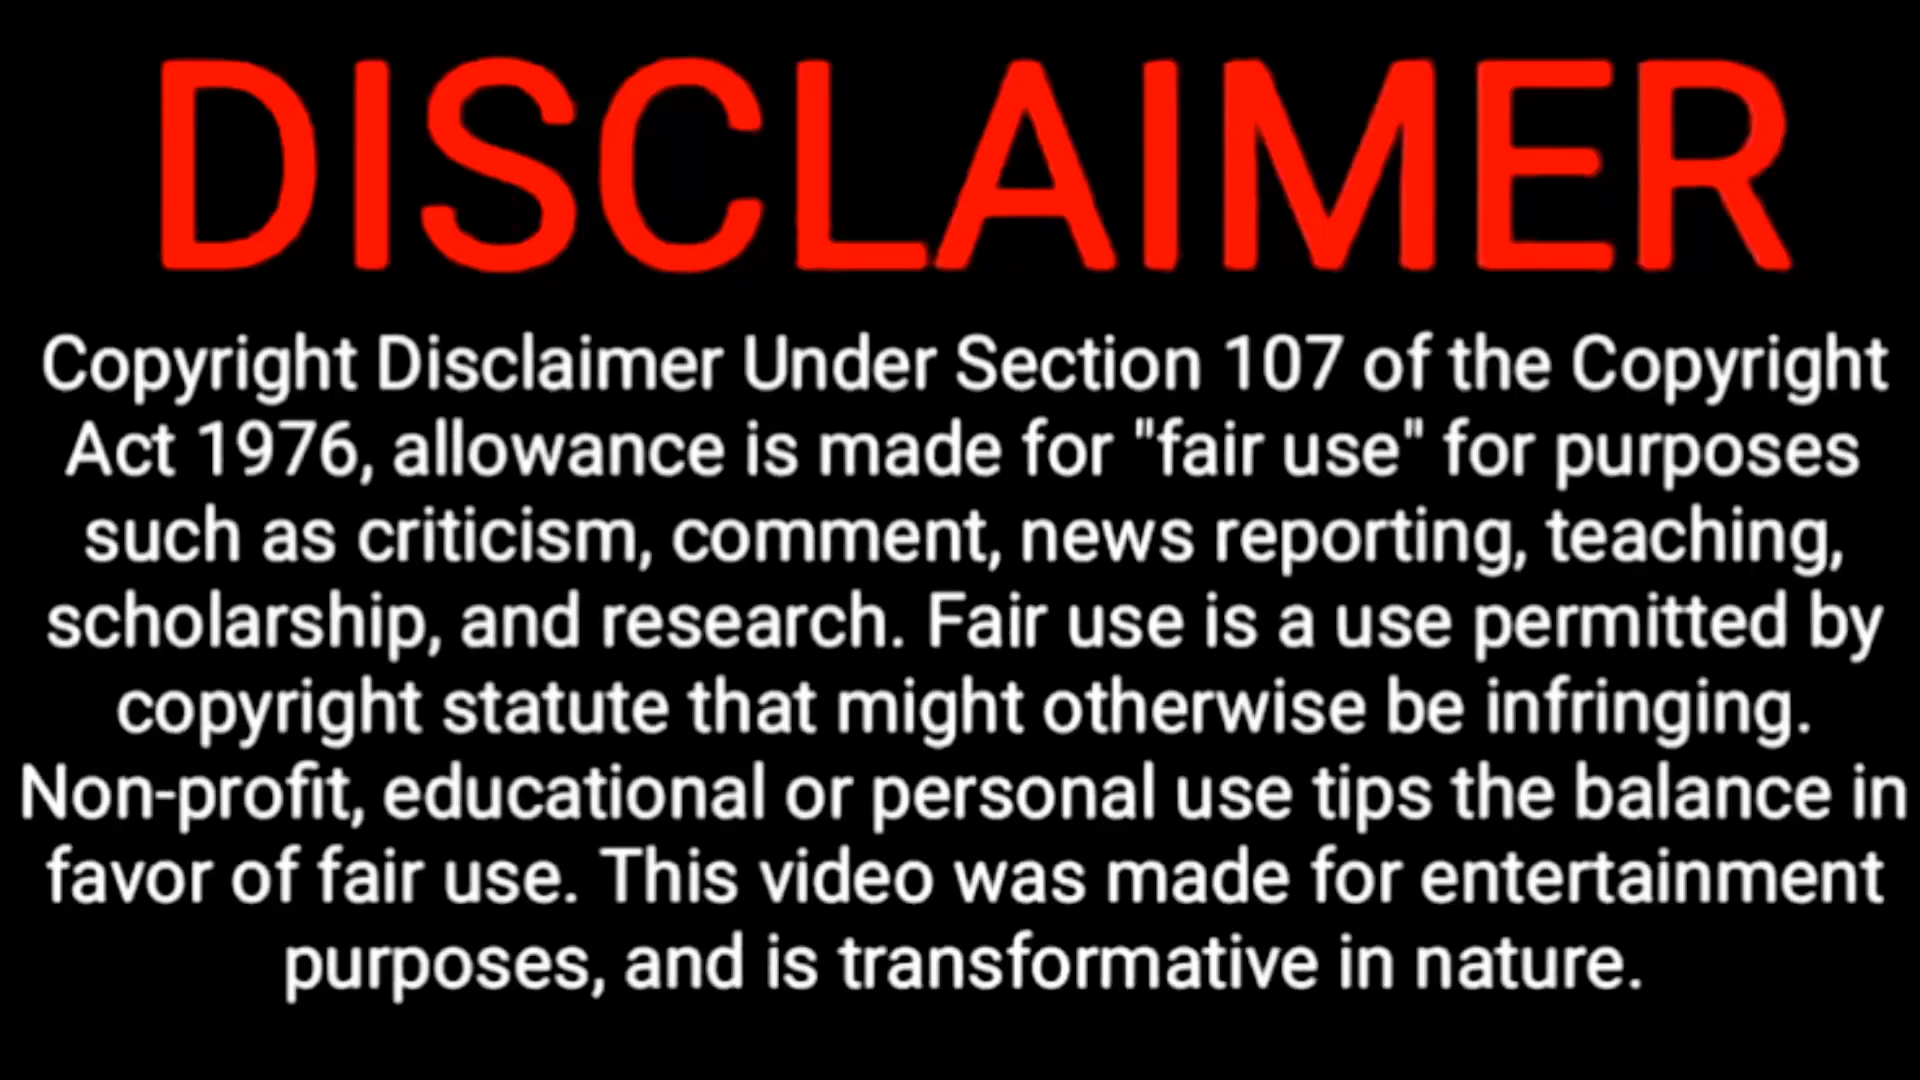 DISCLAIMER
Copyright Disclaimer Under Section 107 of the Copyright
Act 1976, allowance is made for "fair use" for purposes
such as criticism, comment, news reporting, teaching,
scholarship, and research. Fair use is a use permitted by
copyright statute that might otherwise be infringing.
Non-profit, educational or personal use tips the balance in
favor of fair use. This video was made for entertainment
purposes, and is transformative in nature.